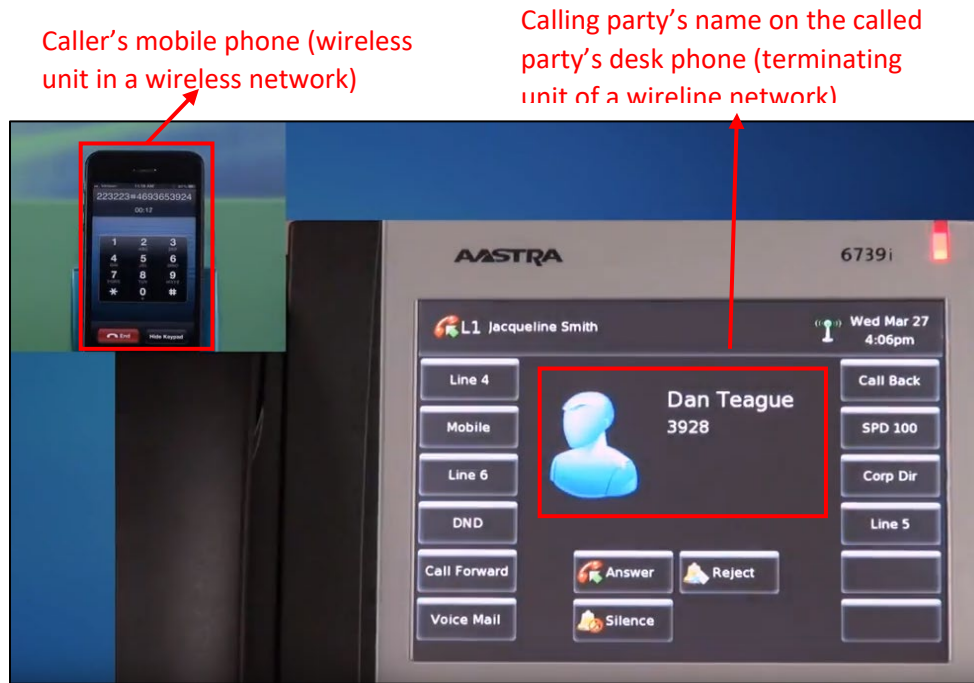 Caller's mobile phone (wireless
unit in a wireless network)
Calling party's name on the called
party's desk phone (terminating
unit of a wireline network)
223223#4693653924
00:17
1 2 3
4 5 6
7 8 9
* 0 #
End Hide Keypad
AASTRA 6739i
L1 Jacqueline Smith
Wed Mar 27
4:06pm
Line 4
Mobile
Line 6
DND
Call Forward
Voice Mail
Dan Teague
3928
Answer Reject
Silence
Call Back
SPD 100
Corp Dir
Line 5